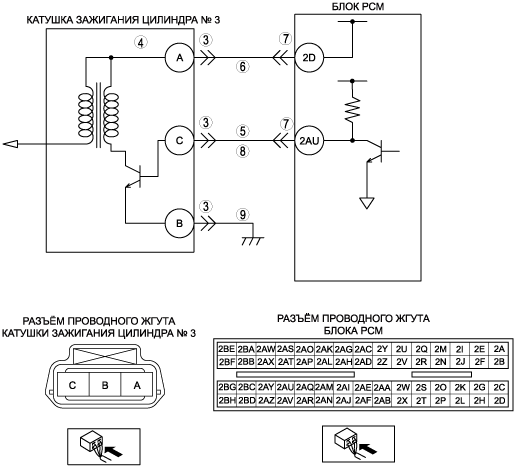 БЛОК PCM
КАТУШКА ЗАЖИГАНИЯ ЦИЛИНДРА № 3
4 3 7
A 6 2D
3 5 7
C 8 2AU
3 9
B
РАЗЪЁМ ПРОВОДНОГО ЖГУТА
КАТУШКИ ЗАЖИГАНИЯ ЦИЛИНДРА № 3
C B A
РАЗЪЁМ ПРОВОДНОГО ЖГУТА
БЛОКА PCM
2BE 2BA 2AW 2AS 2AO 2AK 2AG 2AC 2Y 2U 2Q 2M 2I 2E 2A
2BF 2BB 2AX 2AT 2AP 2AL 2AH 2AD 2Z 2V 2R 2N 2J 2F 2B
2BG 2BC 2AY 2AU 2AQ 2AM 2AI 2AE 2AA 2W 2S 2O 2K 2G 2C
2BH 2BD 2AZ 2AV 2AR 2AN 2AJ 2AF 2AB 2X 2T 2P 2L 2H 2D